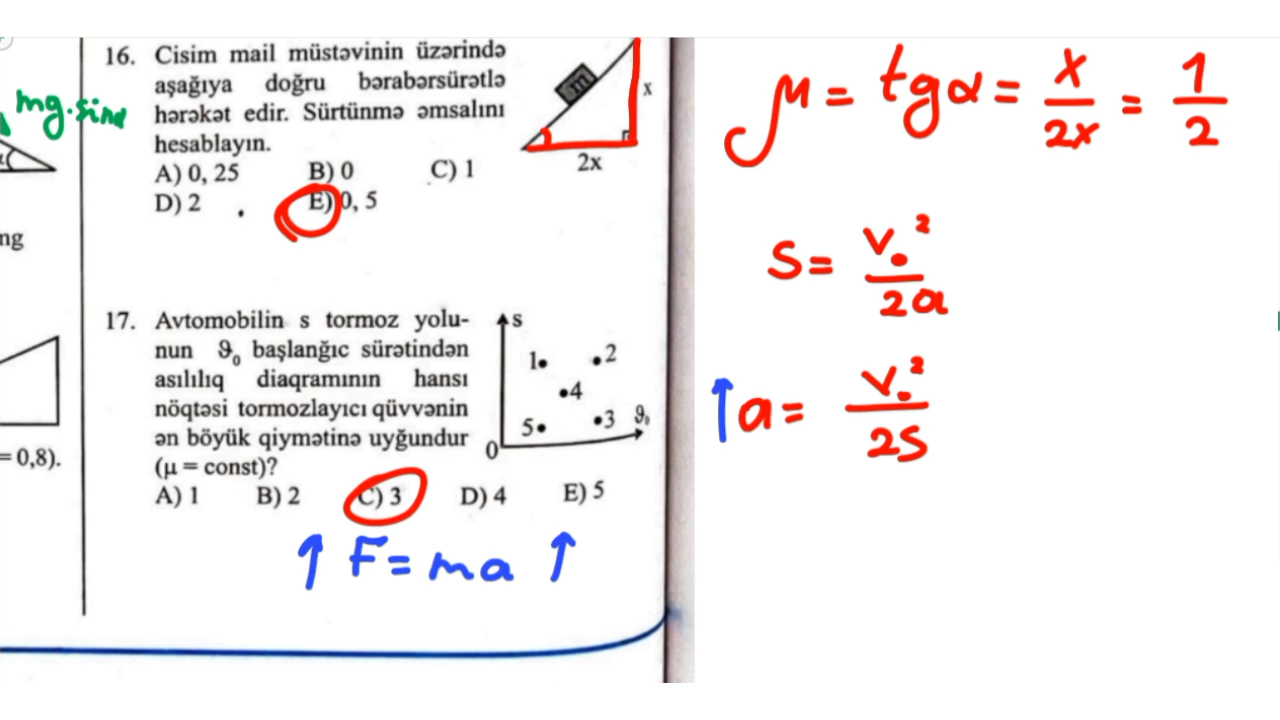 mg·sinα
mg
= 0,8).
16. Cisim mail müstəvinin üzərində
aşağıya doğru bərabərsürətlə
hərəkət edir. Sürtünmə əmsalını
hesablayın.
A) 0, 25 B) 0 C) 1
D) 2 E) 0, 5
m
x
2x
17. Avtomobilin s tormoz yolu-
nun ϑ₀ başlanğıc sürətindən
asılılıq diaqramının hansı
nöqtəsi tormozlayıcı qüvvənin
ən böyük qiymətinə uyğundur
(μ = const)?
A) 1 B) 2 C) 3 D) 4 E) 5
s
1• •2
•4
5• •3 ϑ₀
0
↑ F = ma ↑
μ = tgα = x/2x = 1/2
S = v₀²/2a
↑a = v₀²/2S